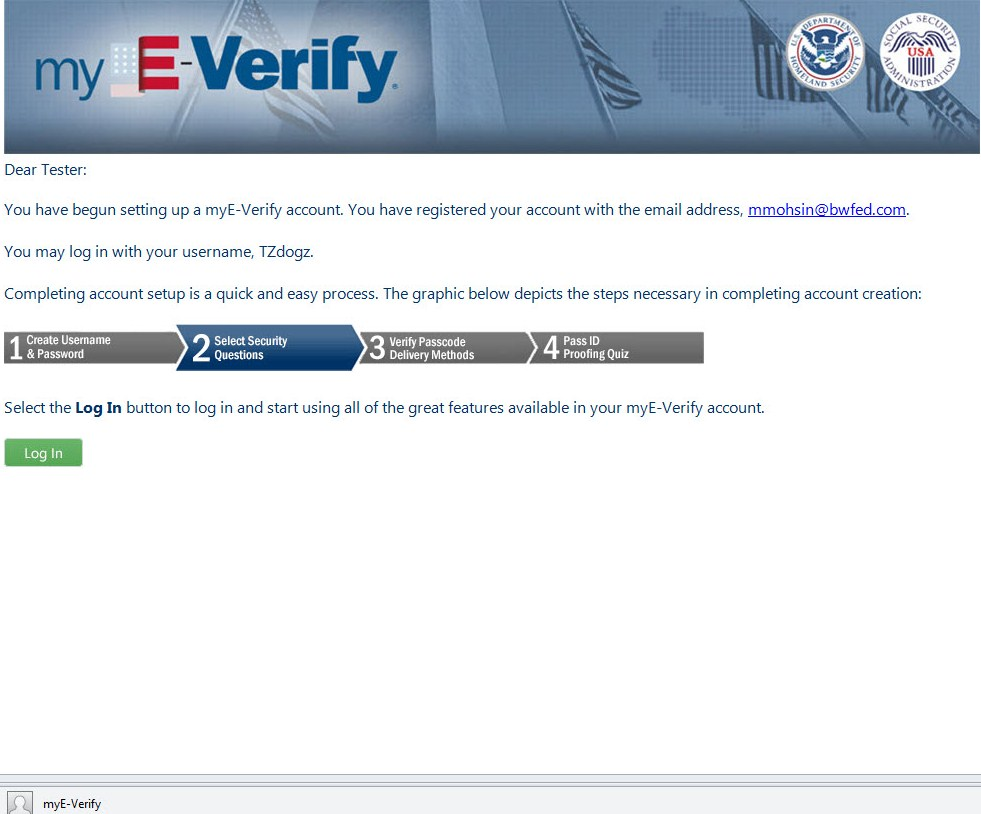 my E-Verify.
U.S. DEPARTMENT OF HOMELAND SECURITY
SOCIAL SECURITY ADMINISTRATION
USA
Dear Tester:
You have begun setting up a myE-Verify account. You have registered your account with the email address, mmohsin@bwfed.com.
You may log in with your username, TZdogz.
Completing account setup is a quick and easy process. The graphic below depicts the steps necessary in completing account creation:
1 Create Username & Password
2 Select Security Questions
3 Verify Passcode Delivery Methods
4 Pass ID Proofing Quiz
Select the Log In button to log in and start using all of the great features available in your myE-Verify account.
Log In
myE-Verify